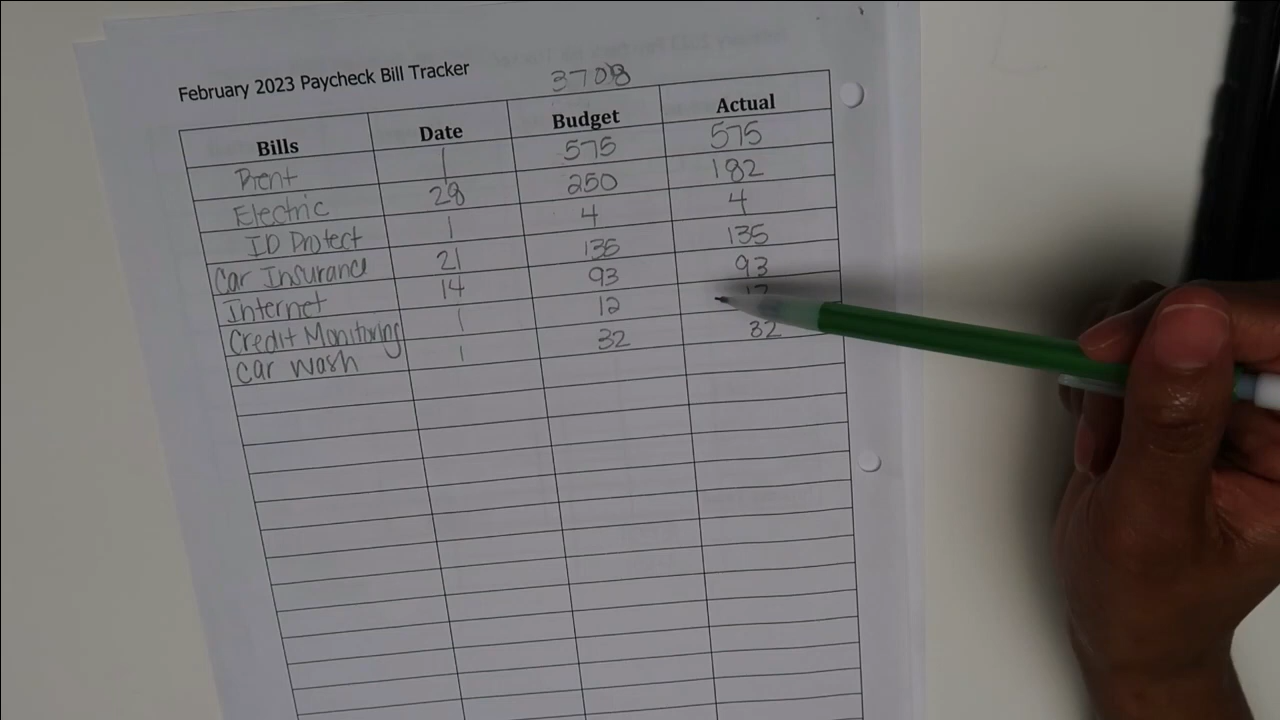 February 2023 Paycheck Bill Tracker 3708
Bills Date Budget Actual
Rent 1 575 575
Electric 28 250 182
ID Protect 1 4 4
Car Insurance 21 135 135
Internet 14 93 93
Credit Monitoring 1 12 12
Car wash 1 32 32